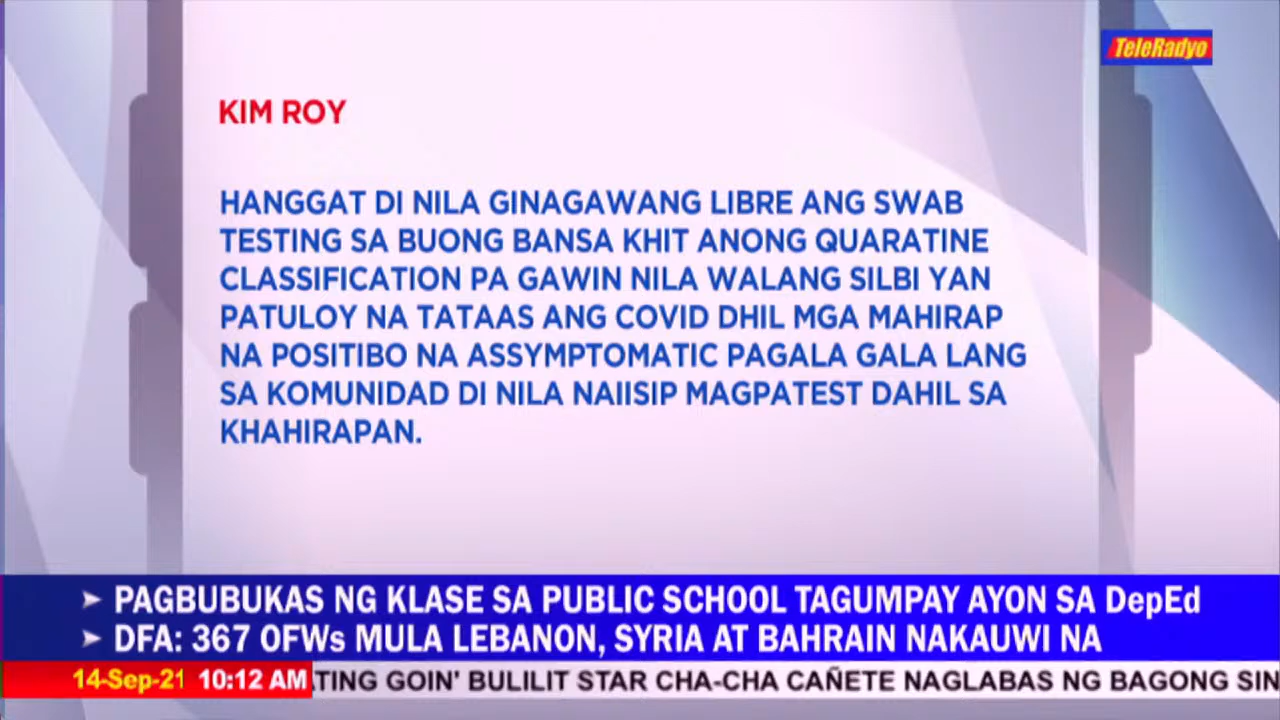 TeleRadyo
KIM ROY
HANGGAT DI NILA GINAGAWANG LIBRE ANG SWAB
TESTING SA BUONG BANSA KHIT ANONG QUARATINE
CLASSIFICATION PA GAWIN NILA WALANG SILBI YAN
PATULOY NA TATAAS ANG COVID DHIL MGA MAHIRAP
NA POSITIBO NA ASSYMPTOMATIC PAGALA GALA LANG
SA KOMUNIDAD DI NILA NAIISIP MAGPATEST DAHIL SA
KHAHIRAPAN.
➤ PAGBUBUKAS NG KLASE SA PUBLIC SCHOOL TAGUMPAY AYON SA DepEd
➤ DFA: 367 OFWs MULA LEBANON, SYRIA AT BAHRAIN NAKAUWI NA
14-Sep-21 10:12 AM TING GOIN' BULILIT STAR CHA-CHA CAÑETE NAGLABAS NG BAGONG SIN